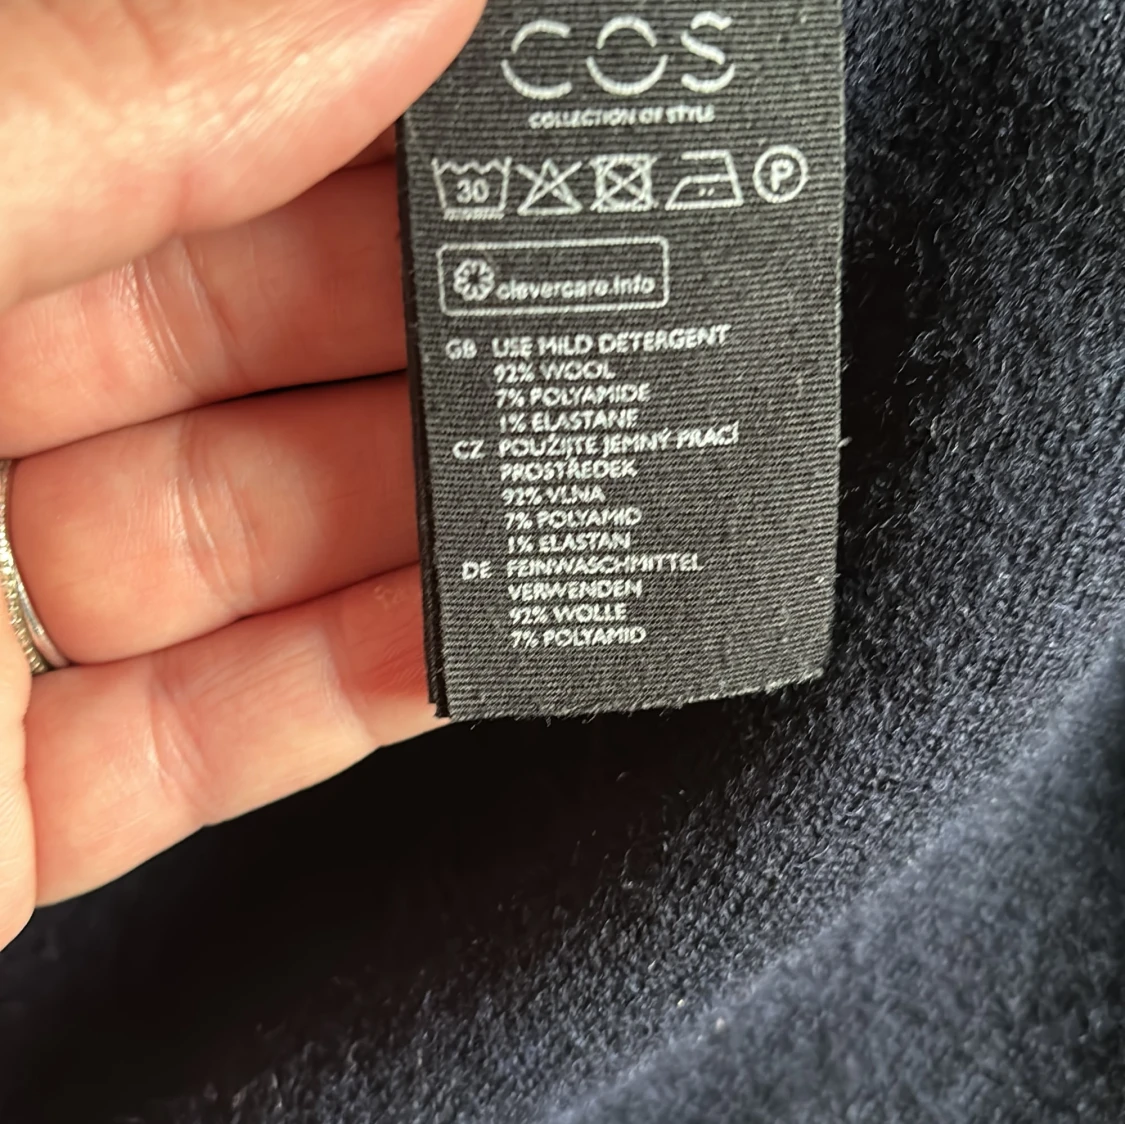 COS
COLLECTION OF STYLE
30 P
clevercare.info
GB USE MILD DETERGENT
92% WOOL
7% POLYAMIDE
1% ELASTANE
CZ POUŽIJTE JEMNÝ PRACÍ
PROSTŘEDEK
92% VLNA
7% POLYAMID
1% ELASTAN
DE FEINWASCHMITTEL
VERWENDEN
92% WOLLE
7% POLYAMID